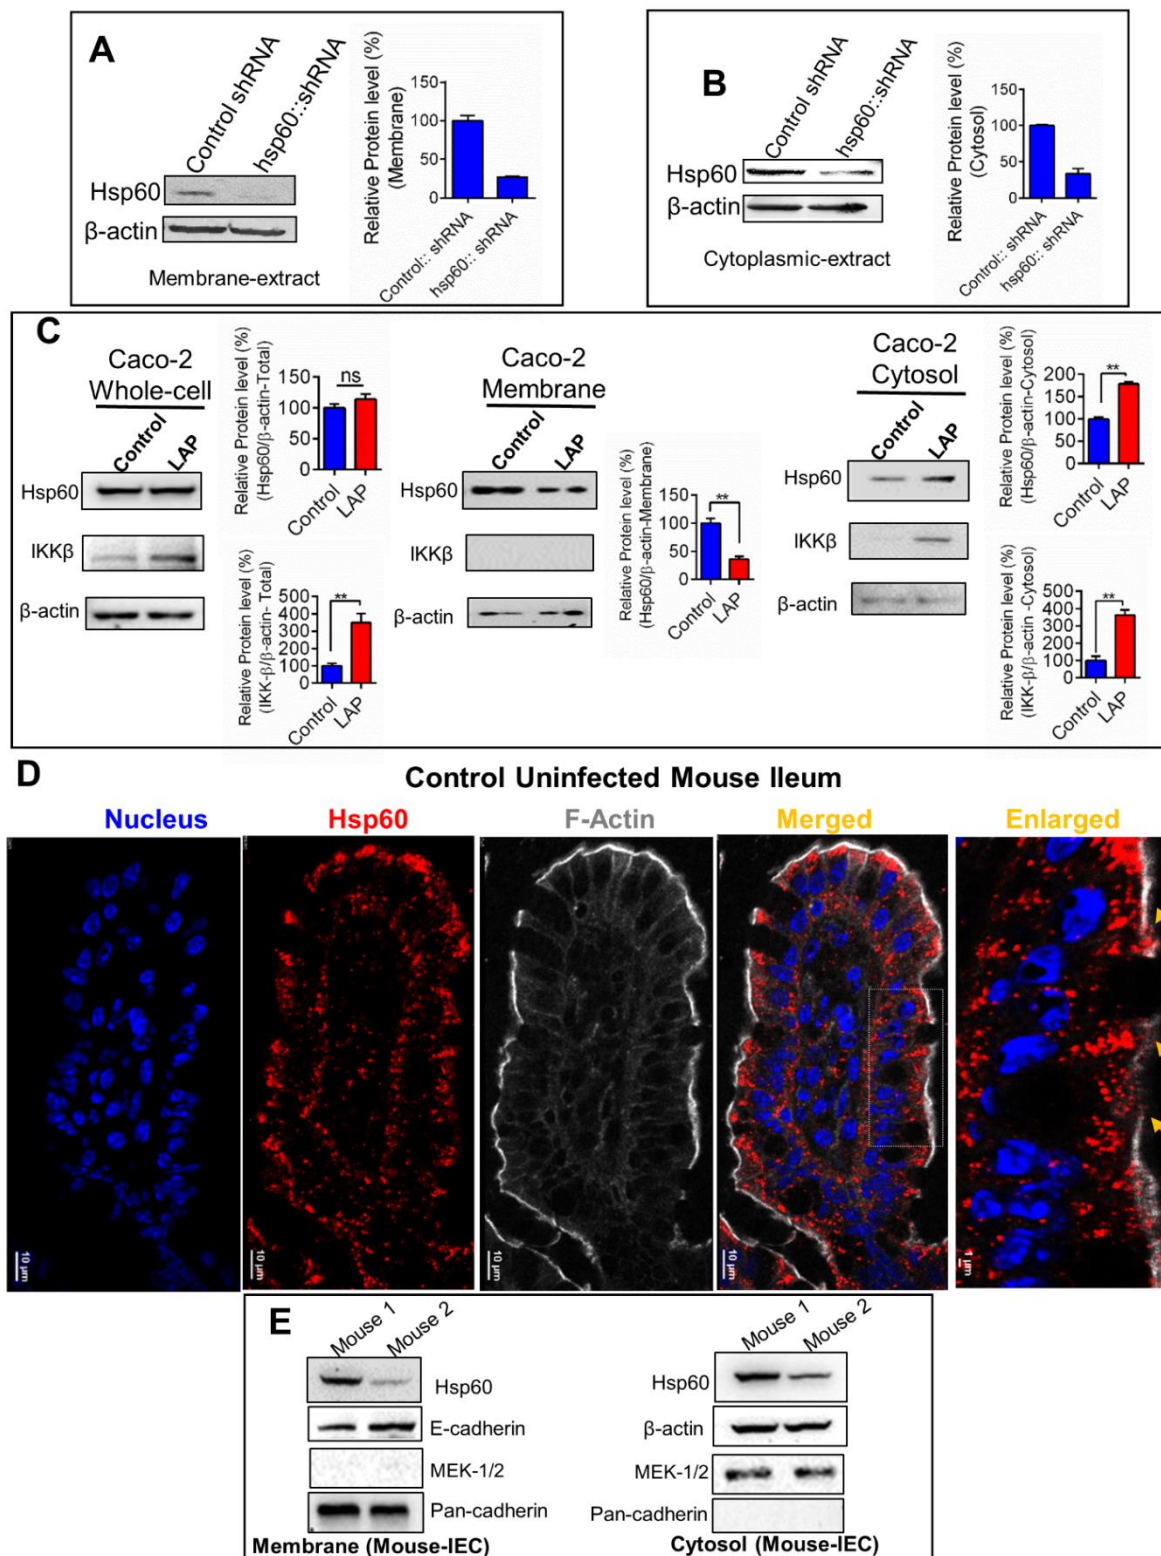 A
Control shRNA
hsp60::shRNA
Hsp60
β-actin
Membrane-extract
Relative Protein level (%)
(Membrane)
150
100
50
0
Control:: shRNA
hsp60:: shRNA
B
Control shRNA
hsp60::shRNA
Hsp60
β-actin
Cytoplasmic-extract
Relative Protein level (%)
(Cytosol)
150
100
50
0
Control:: shRNA
hsp60:: shRNA
C
Caco-2
Whole-cell
Control
LAP
Hsp60
IKKβ
β-actin
Relative Protein level (%)
(Hsp60/β-actin-Total)
150
100
50
0
ns
Control
LAP
Relative Protein level (%)
(IKK-β/β-actin- Total)
500
400
300
200
100
0
**
Control
LAP
Caco-2
Membrane
Control
LAP
Hsp60
IKKβ
β-actin
Relative Protein level (%)
(Hsp60/β-actin-Membrane)
150
100
50
0
**
Control
LAP
Caco-2
Cytosol
Control
LAP
Hsp60
IKKβ
β-actin
Relative Protein level (%)
(Hsp60/β-actin-Cytosol)
200
150
100
50
0
**
Control
LAP
Relative Protein level (%)
(IKK-β/β-actin -Cytosol)
500
400
300
200
100
0
**
Control
LAP
D
Control Uninfected Mouse Ileum
Nucleus
Hsp60
F-Actin
Merged
Enlarged
10 µm
10 µm
10 µm
10 µm
1 µm
E
Mouse 1
Mouse 2
Hsp60
E-cadherin
MEK-1/2
Pan-cadherin
Membrane (Mouse-IEC)
Mouse 1
Mouse 2
Hsp60
β-actin
MEK-1/2
Pan-cadherin
Cytosol (Mouse-IEC)